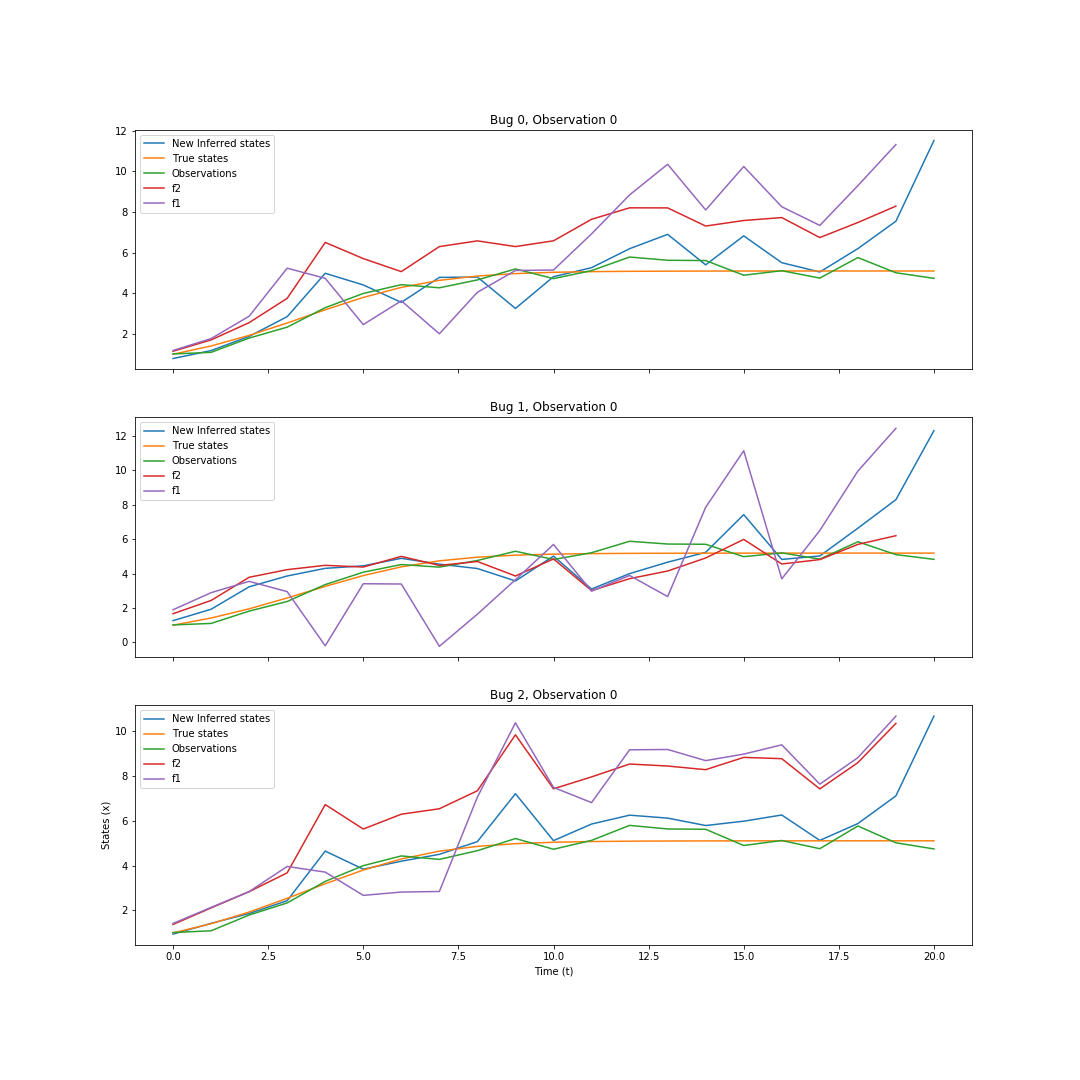 Bug 0, Observation 0
12
10
8
6
4
2
New Inferred states
True states
Observations
f2
f1
Bug 1, Observation 0
12
10
8
6
4
2
0
New Inferred states
True states
Observations
f2
f1
Bug 2, Observation 0
10
8
6
4
2
States (x)
New Inferred states
True states
Observations
f2
f1
0.0 2.5 5.0 7.5 10.0 12.5 15.0 17.5 20.0
Time (t)